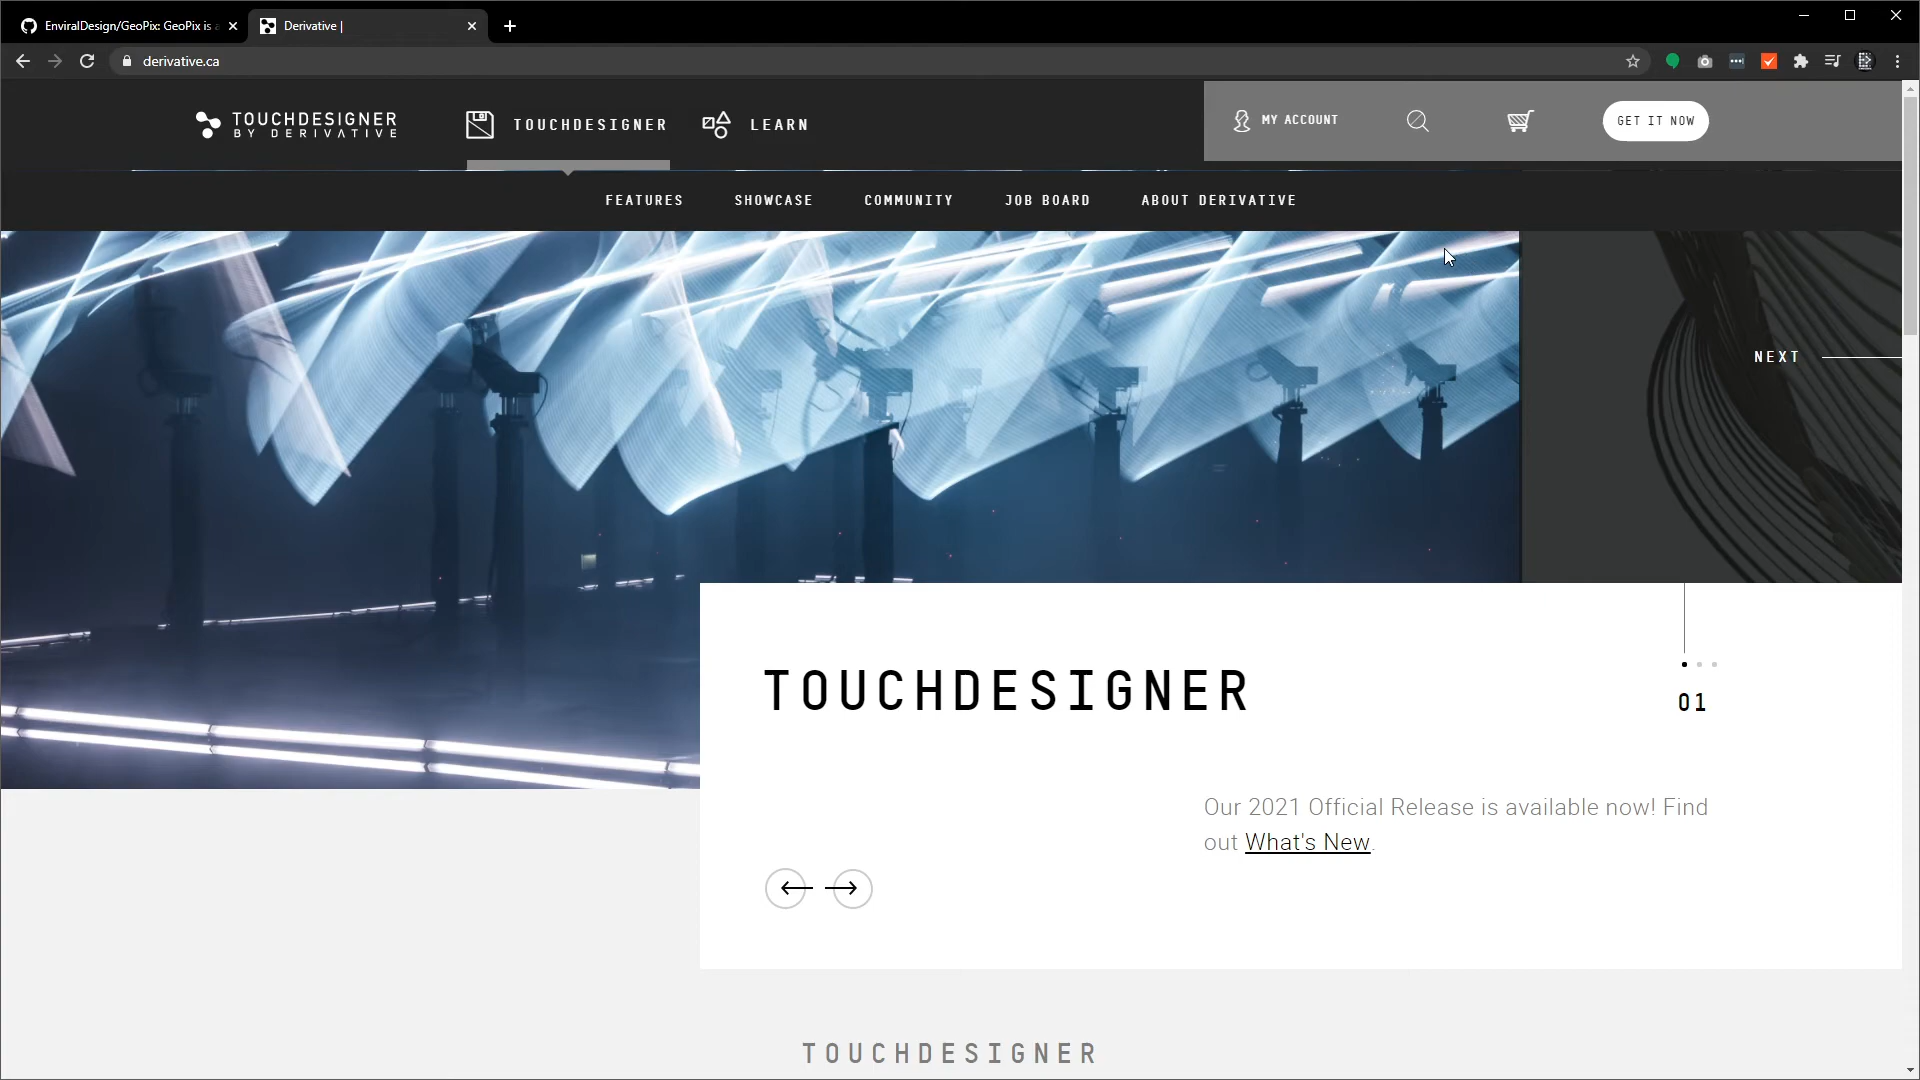 EnviralDesign/GeoPix: GeoPix is a
Derivative |
derivative.ca
TOUCHDESIGNER
BY DERIVATIVE
TOUCHDESIGNER
LEARN
MY ACCOUNT
GET IT NOW
FEATURES
SHOWCASE
COMMUNITY
JOB BOARD
ABOUT DERIVATIVE
NEXT
TOUCHDESIGNER
01
Our 2021 Official Release is available now! Find
out What's New.
TOUCHDESIGNER